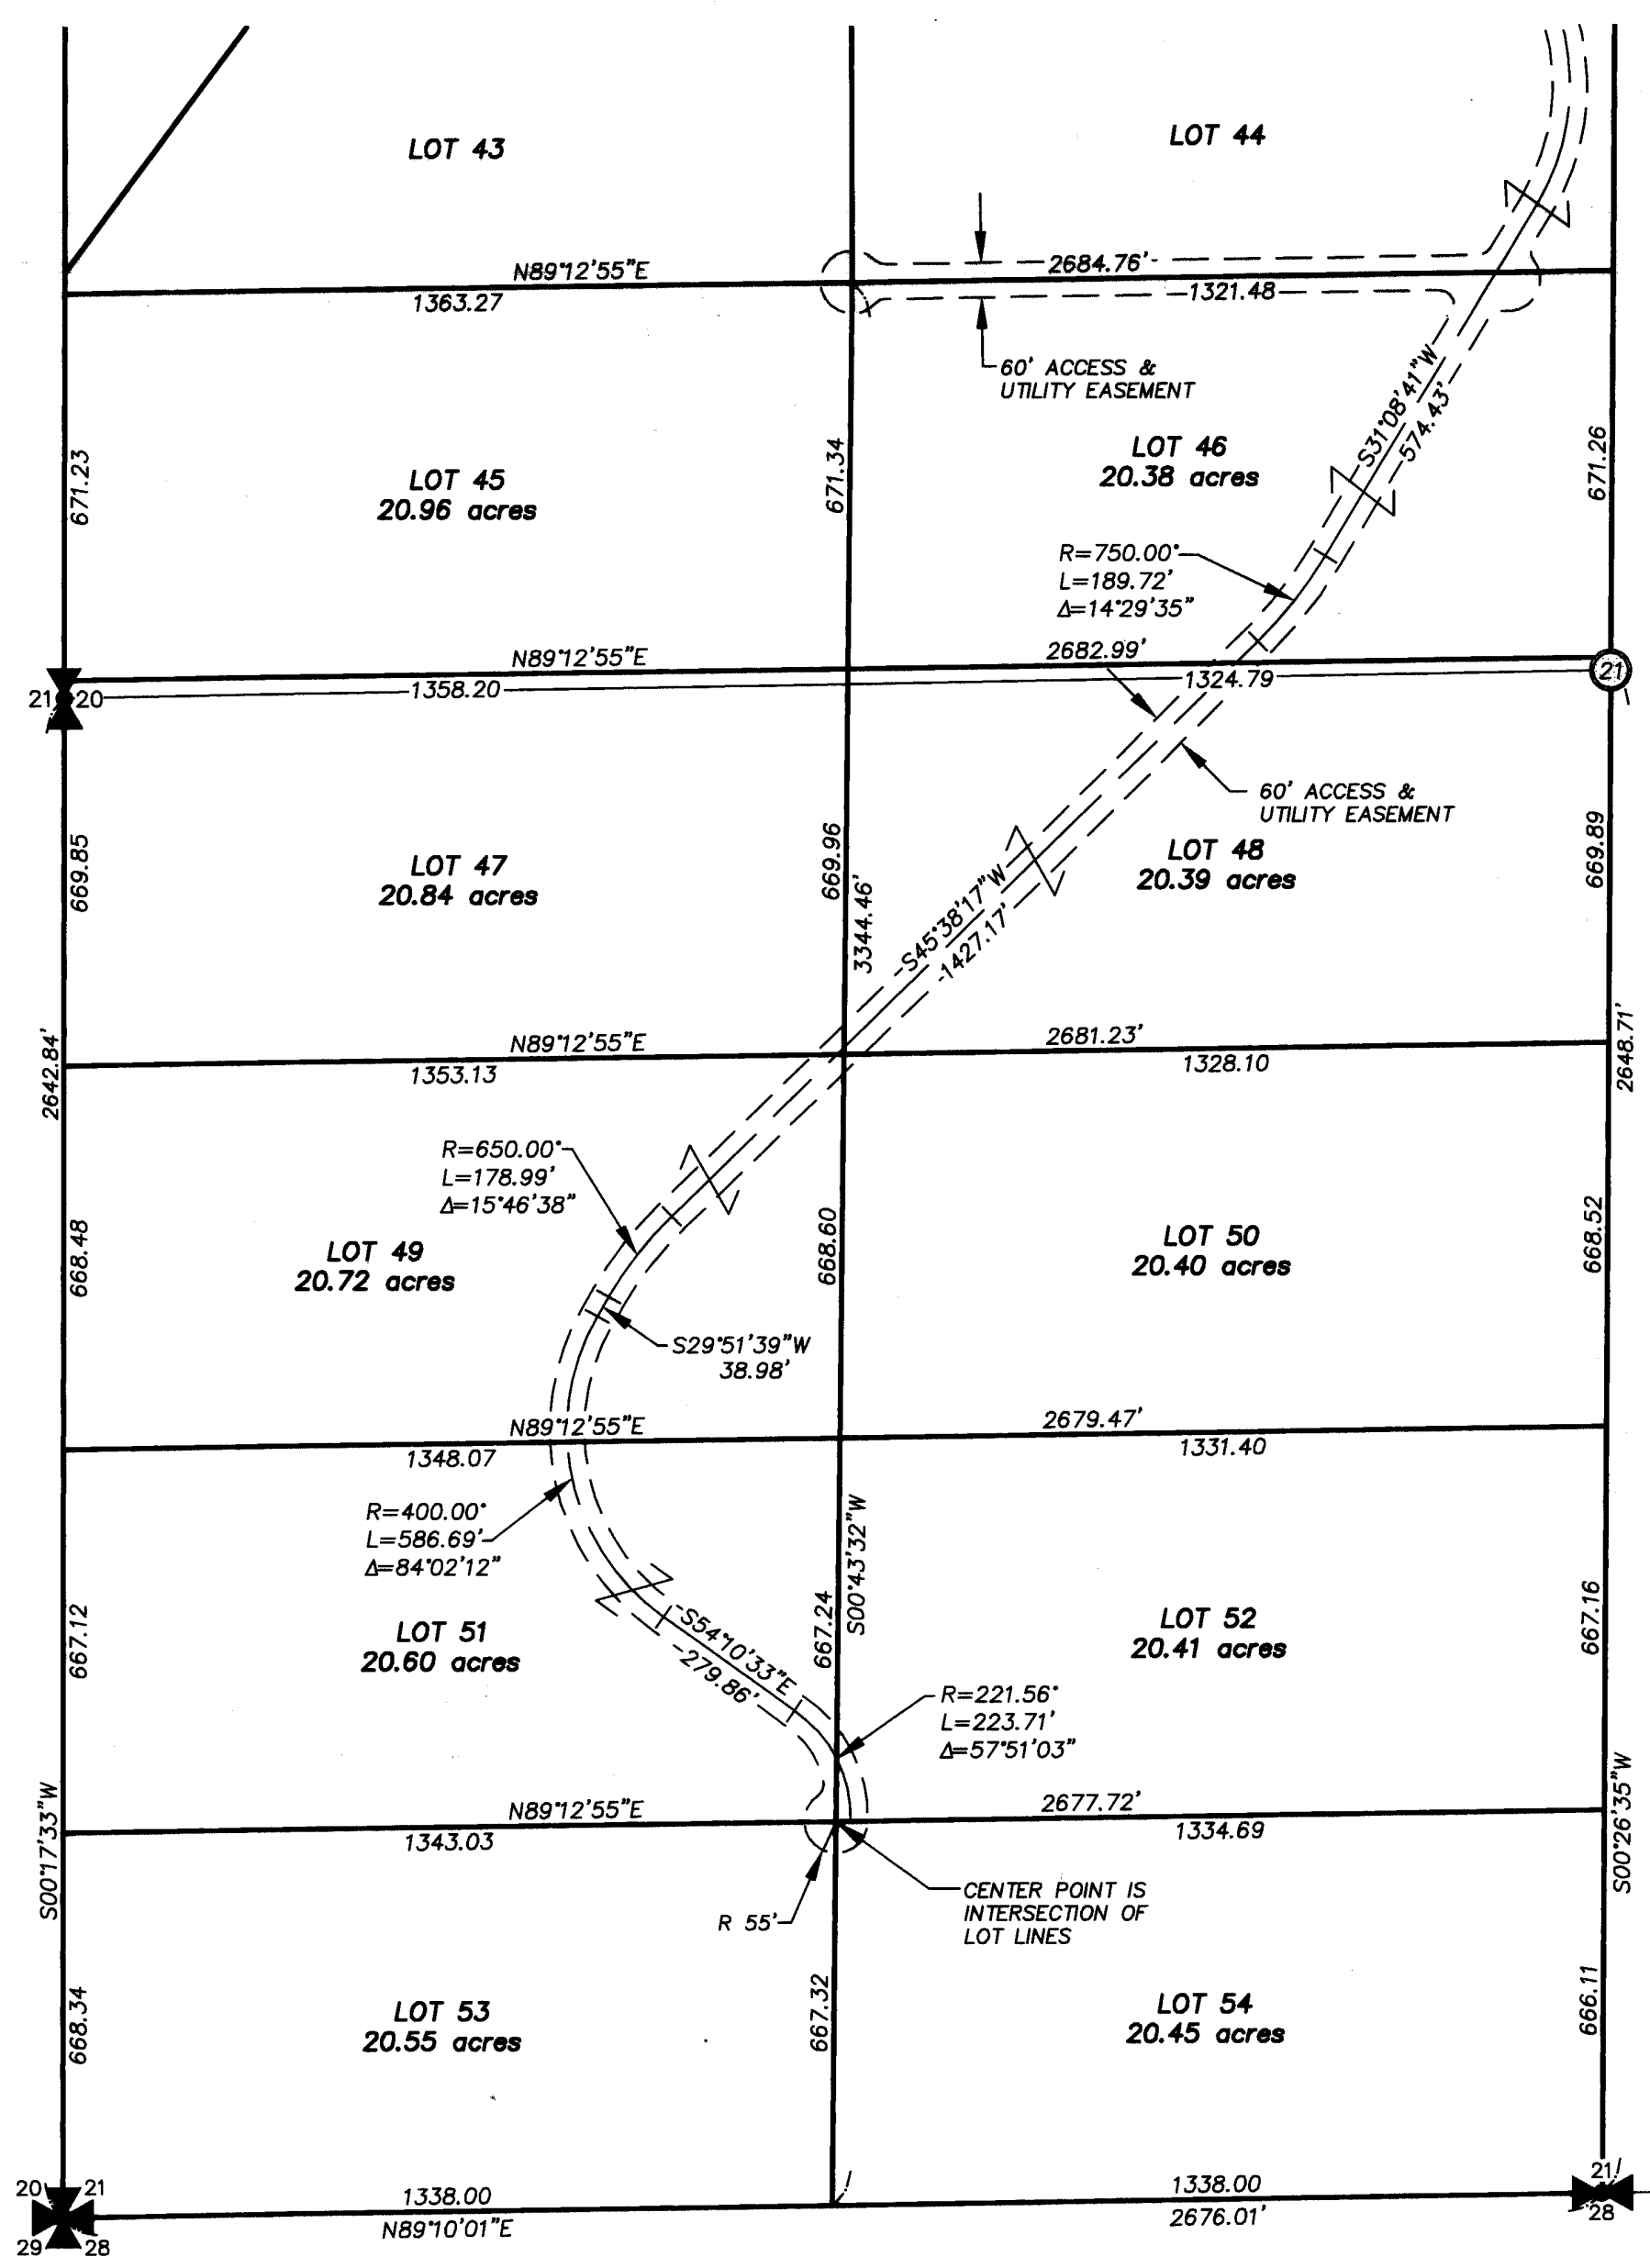 LOT 43
LOT 44
N89°12'55"E
2684.76'
1363.27
1321.48
60' ACCESS &
UTILITY EASEMENT
S31°08'41"W
574.43'
671.23
LOT 45
20.96 acres
671.34
LOT 46
20.38 acres
671.26
R=750.00'
L=189.72'
Δ=14°29'35"
N89°12'55"E
2682.99'
21
20
1358.20
1324.79
21
60' ACCESS &
UTILITY EASEMENT
669.85
LOT 47
20.84 acres
669.96
3344.46'
LOT 48
20.39 acres
669.89
S45°38'17"W
1427.17'
2642.84'
N89°12'55"E
2681.23'
2648.71'
1353.13
1328.10
R=650.00'
L=178.99'
Δ=15°46'38"
668.48
LOT 49
20.72 acres
668.60
LOT 50
20.40 acres
668.52
S29°51'39"W
38.98'
N89°12'55"E
2679.47'
1348.07
1331.40
R=400.00'
L=586.69'
Δ=84°02'12"
S00°43'32"W
667.12
LOT 51
20.60 acres
S54°10'33"E
279.86'
667.24
LOT 52
20.41 acres
667.16
R=221.56'
L=223.71'
Δ=57°51'03"
S00°17'33"W
N89°12'55"E
2677.72'
S00°26'35"W
1343.03
1334.69
CENTER POINT IS
INTERSECTION OF
LOT LINES
R 55'
668.34
LOT 53
20.55 acres
667.32
LOT 54
20.45 acres
666.11
20
21
1338.00
1338.00
21
N89°10'01"E
2676.01'
28
29
28